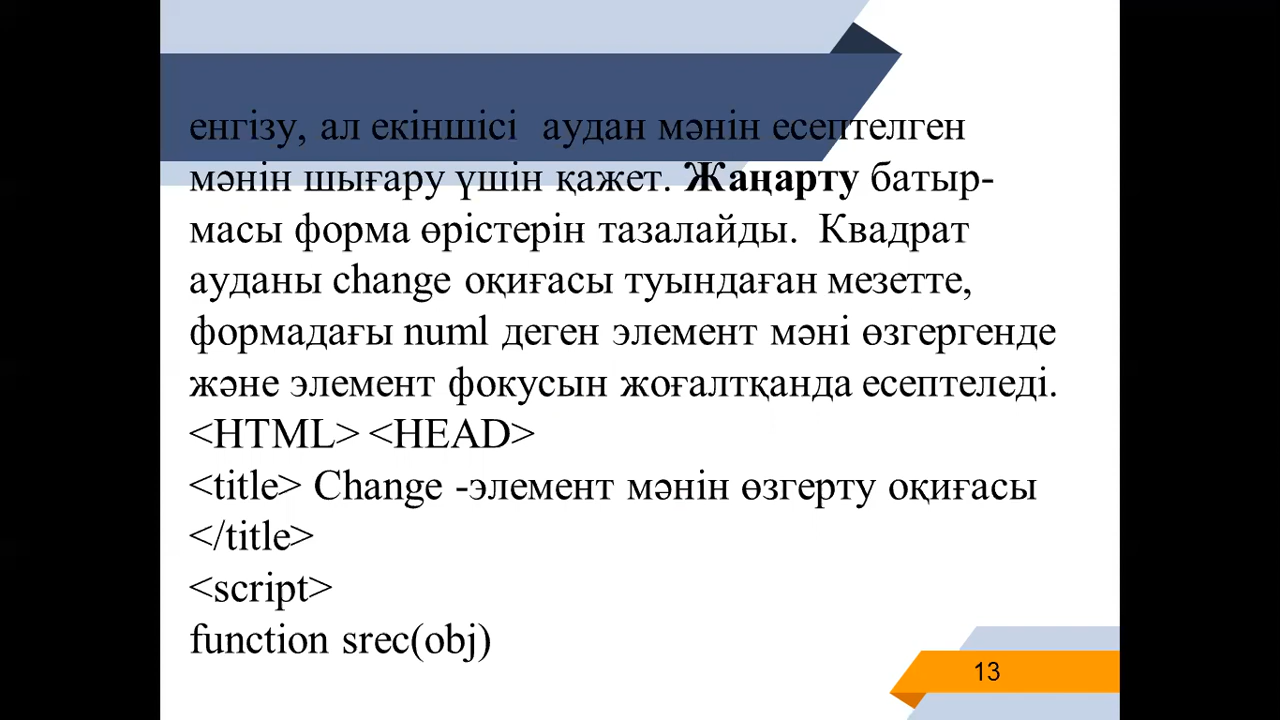 енгізу, ал екіншісі  аудан мәнін есептелген
мәнін шығару үшін қажет. Жаңарту батыр-
масы форма өрістерін тазалайды.  Квадрат
ауданы change оқиғасы туындаған мезетте,
формадағы numl деген элемент мәні өзгергенде
және элемент фокусын жоғалтқанда есептеледі.
<HTML> <HEAD>
<title> Change -элемент мәнін өзгерту оқиғасы
</title>
<script>
function srec(obj)
13